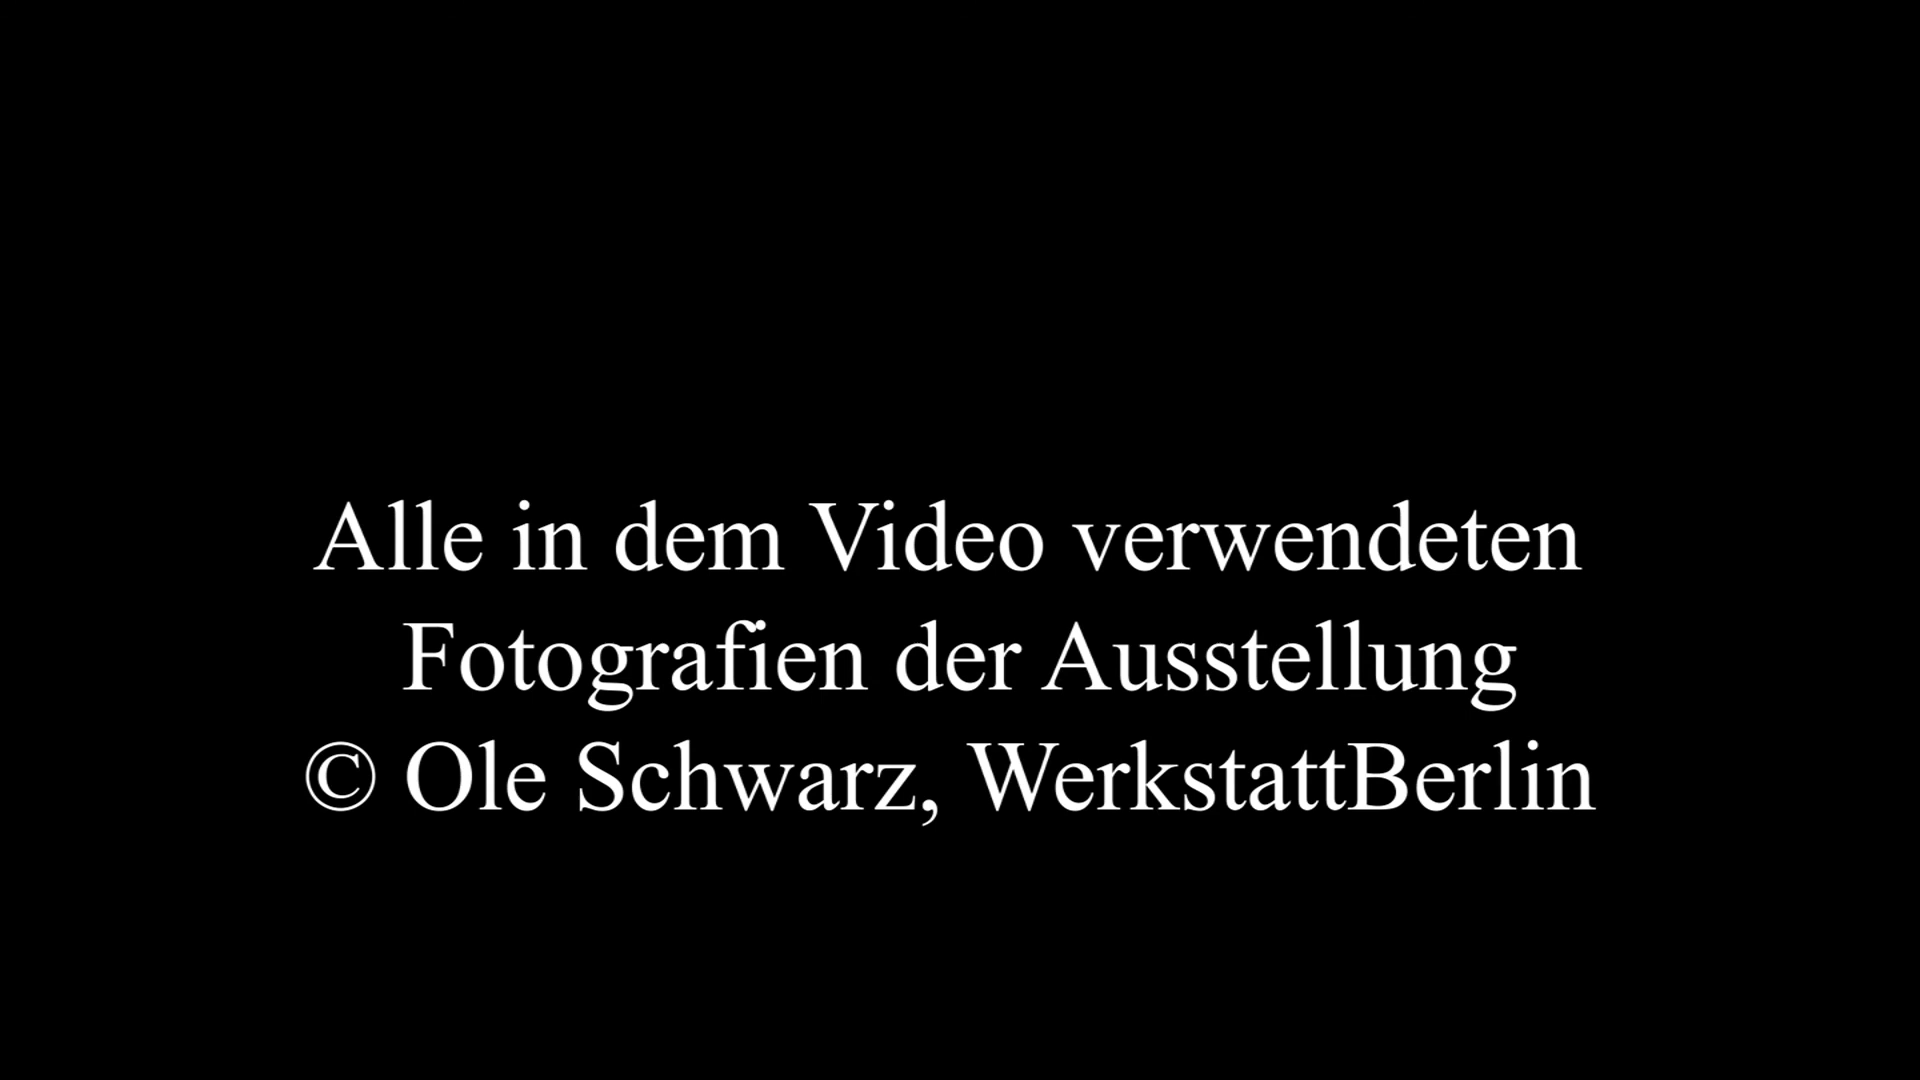 Alle in dem Video verwendeten
Fotografien der Ausstellung
© Ole Schwarz, WerkstattBerlin